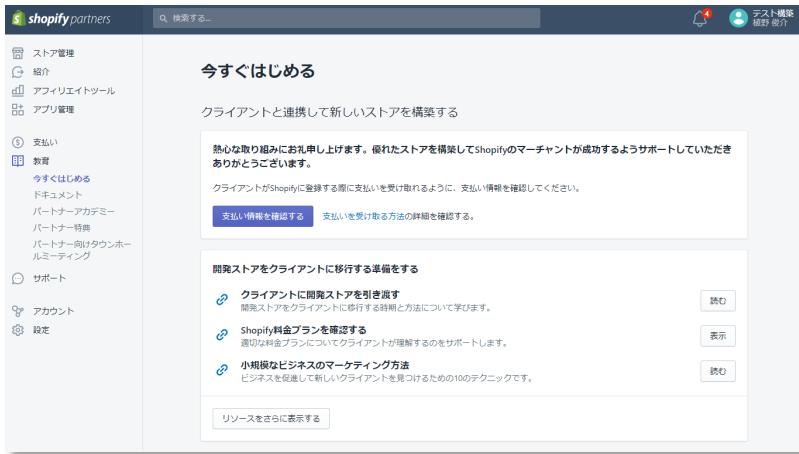 shopify partners
検索する...
4
テスト構築
植野 俊介
ストア管理
紹介
アフィリエイトツール
アプリ管理
支払い
教育
今すぐはじめる
ドキュメント
パートナーアカデミー
パートナー特典
パートナー向けタウンホー
ルミーティング
サポート
アカウント
設定
今すぐはじめる
クライアントと連携して新しいストアを構築する
熱心な取り組みにお礼申し上げます。優れたストアを構築してShopifyのマーチャントが成功するようサポートしていただき
ありがとうございます。
クライアントがShopifyに登録する際に支払いを受け取れるように、支払い情報を確認してください。
支払い情報を確認する 支払いを受け取る方法の詳細を確認する。
開発ストアをクライアントに移行する準備をする
クライアントに開発ストアを引き渡す
開発ストアをクライアントに移行する時期と方法について学びます。
読む
Shopify料金プランを確認する
適切な料金プランについてクライアントが理解するのをサポートします。
表示
小規模なビジネスのマーケティング方法
ビジネスを促進して新しいクライアントを見つけるための10のテクニックです。
読む
リソースをさらに表示する